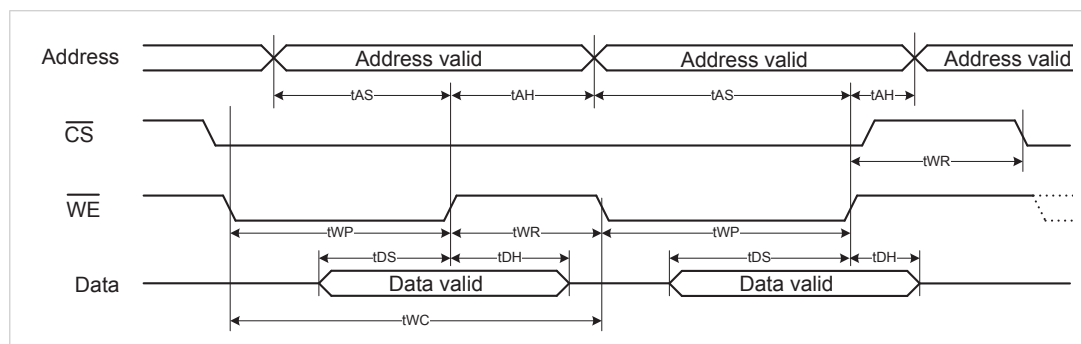 Address Address valid Address valid Address valid
tAS tAH tAS tAH
CS
tWR
WE
tWP tWR tWP
tDS tDH tDS tDH
Data Data valid Data valid
tWC